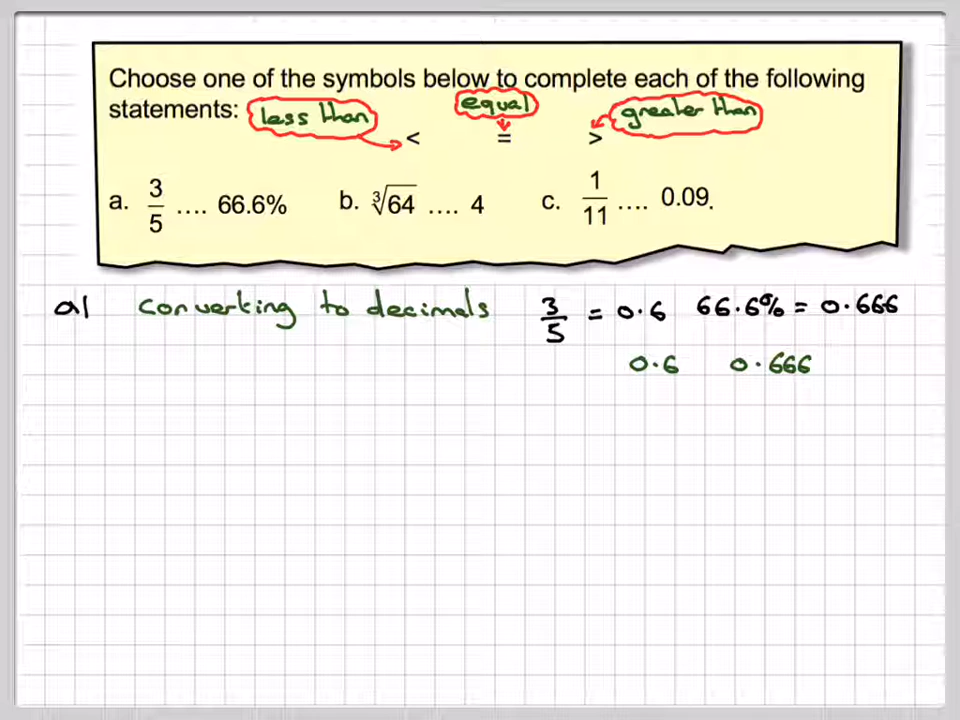 Choose one of the symbols below to complete each of the following
statements: less than equal greater than
< = >
a. 3/5 .... 66.6% b. ∛64 .... 4 c. 1/11 .... 0.09.
a) converting to decimals 3/5 = 0.6 66.6% = 0.666
0.6 0.666